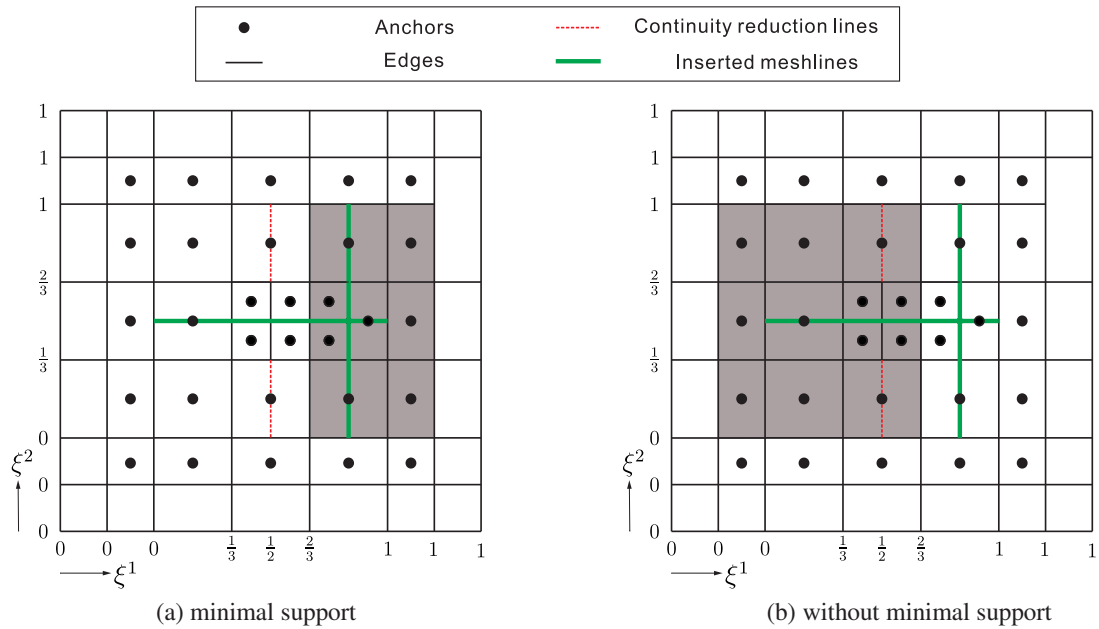 Anchors Continuity reduction lines
Edges Inserted meshlines
1 1
1 1
1 1
2/3 2/3
1/3 1/3
0 0
ξ² ξ²
0 0
0 0
0 0 0 1/3 1/2 2/3 1 1 1 0 0 0 1/3 1/2 2/3 1 1 1
ξ¹ ξ¹
(a) minimal support (b) without minimal support